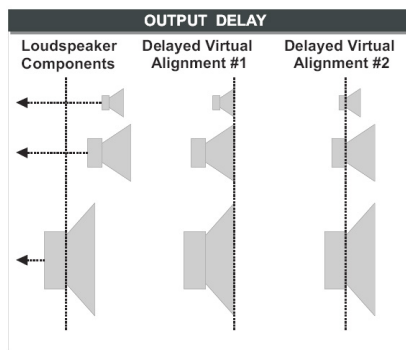 OUTPUT DELAY
Loudspeaker
Components
Delayed Virtual
Alignment #1
Delayed Virtual
Alignment #2